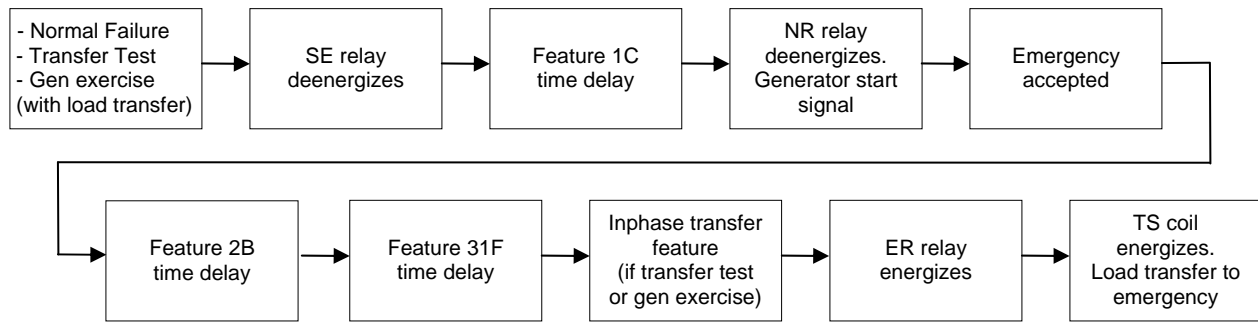 - Normal Failure
- Transfer Test
- Gen exercise
(with load transfer)
SE relay
deenergizes
Feature 1C
time delay
NR relay
deenergizes.
Generator start
signal
Emergency
accepted
Feature 2B
time delay
Feature 31F
time delay
Inphase transfer
feature
(if transfer test
or gen exercise)
ER relay
energizes
TS coil
energizes.
Load transfer to
emergency